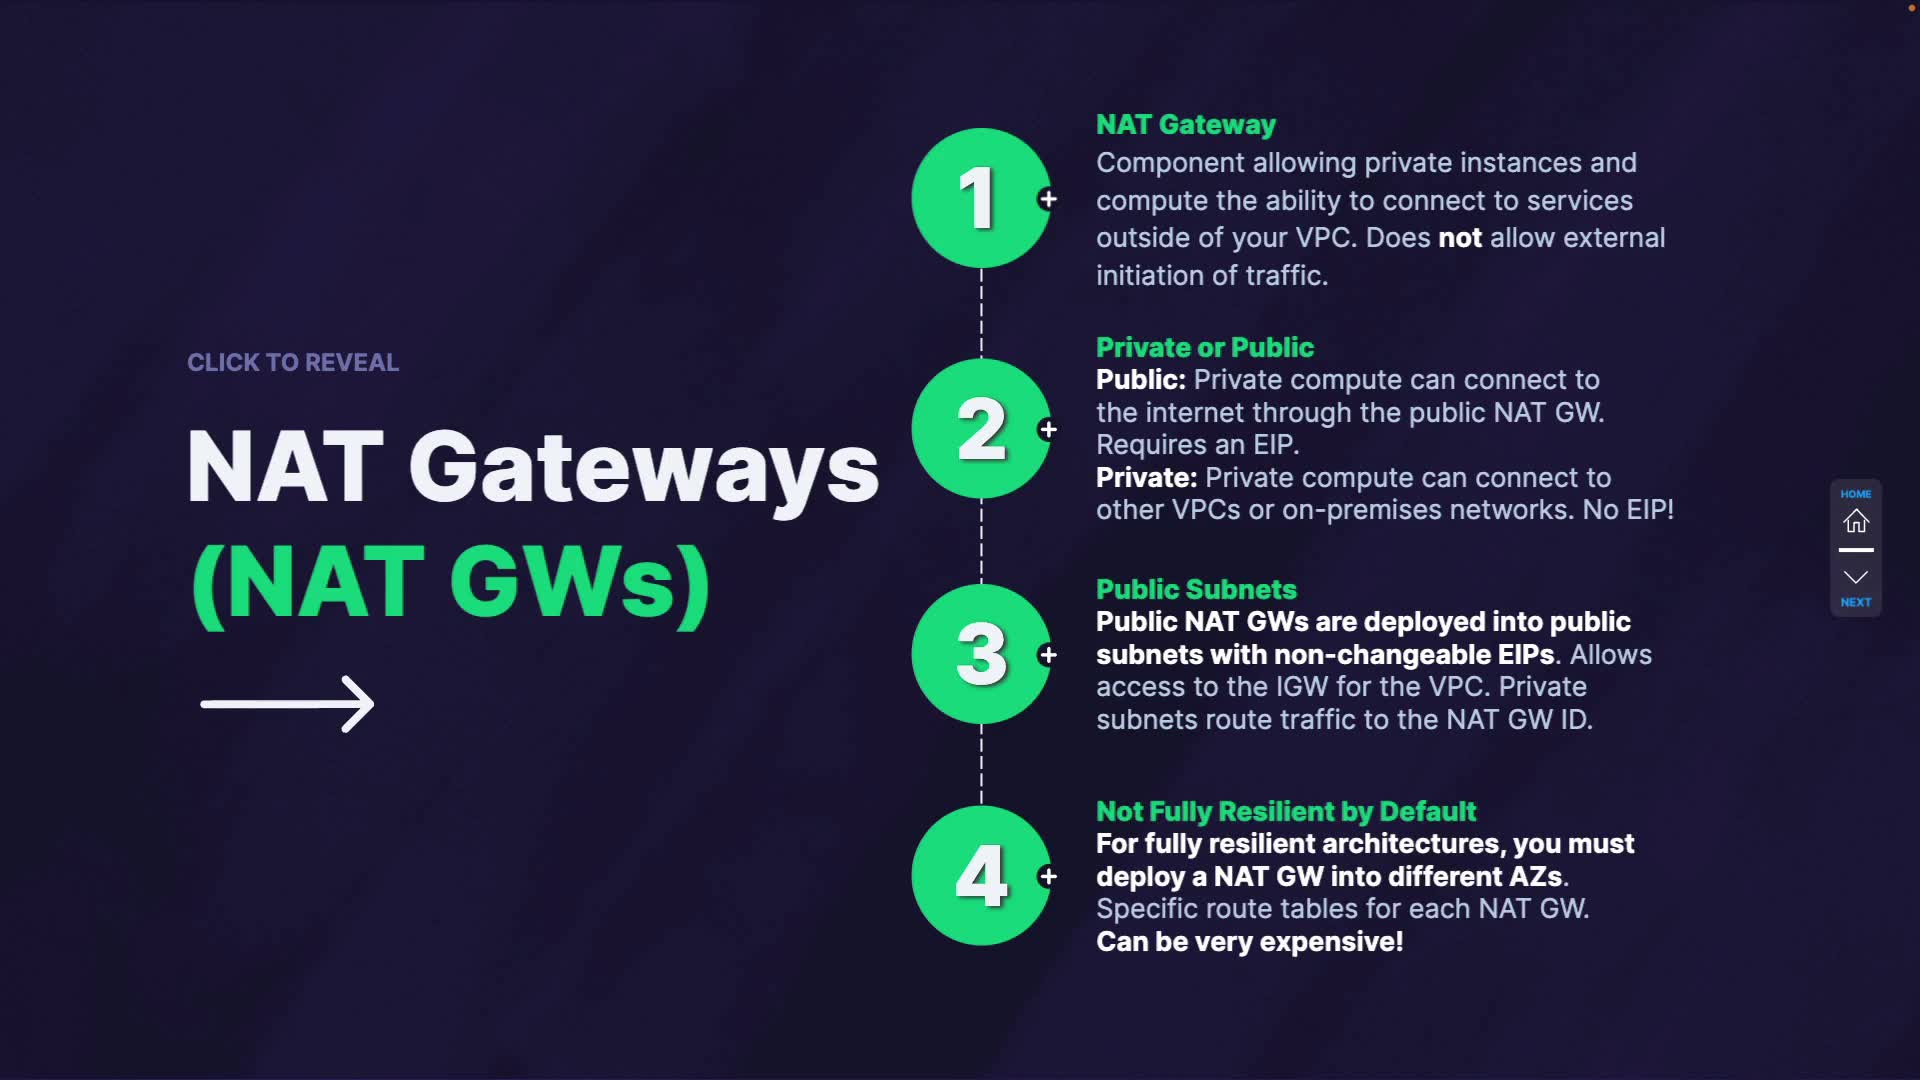 CLICK TO REVEAL
NAT Gateways
(NAT GWs)
1
NAT Gateway
Component allowing private instances and
compute the ability to connect to services
outside of your VPC. Does not allow external
initiation of traffic.
2
Private or Public
Public: Private compute can connect to
the internet through the public NAT GW.
Requires an EIP.
Private: Private compute can connect to
other VPCs or on-premises networks. No EIP!
3
Public Subnets
Public NAT GWs are deployed into public
subnets with non-changeable EIPs. Allows
access to the IGW for the VPC. Private
subnets route traffic to the NAT GW ID.
4
Not Fully Resilient by Default
For fully resilient architectures, you must
deploy a NAT GW into different AZs.
Specific route tables for each NAT GW.
Can be very expensive!
HOME
NEXT